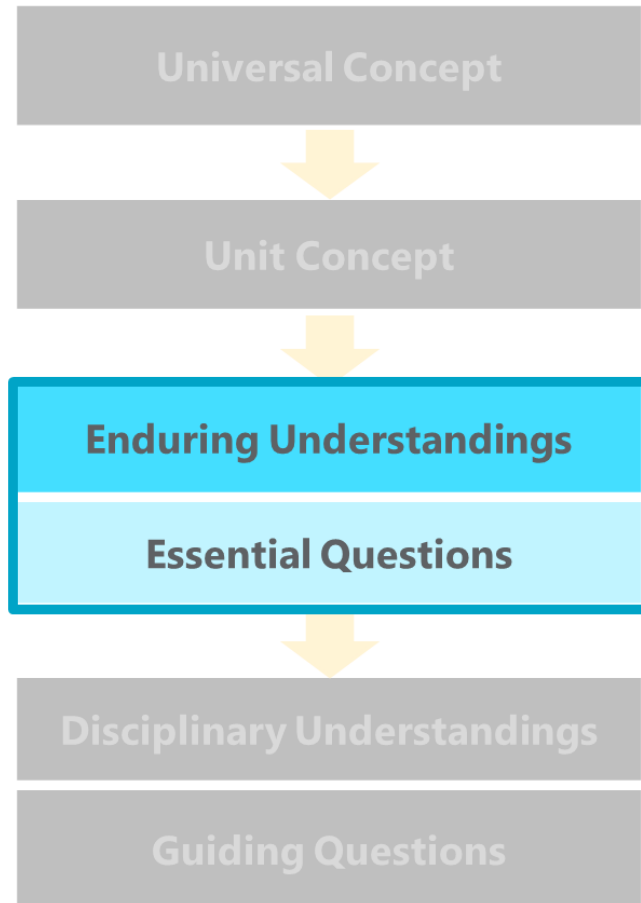 Universal Concept
Unit Concept
Enduring Understandings
Essential Questions
Disciplinary Understandings
Guiding Questions